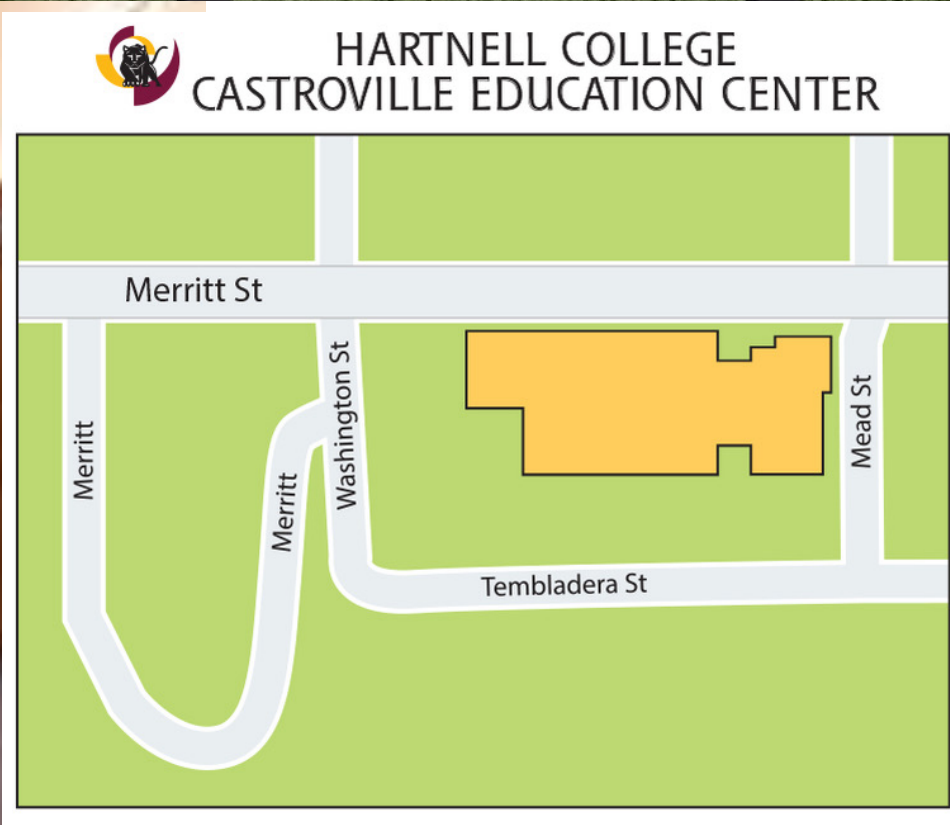 HARTNELL COLLEGE
CASTROVILLE EDUCATION CENTER
Merritt St
Washington St
Mead St
Merritt
Merritt
Tembladera St